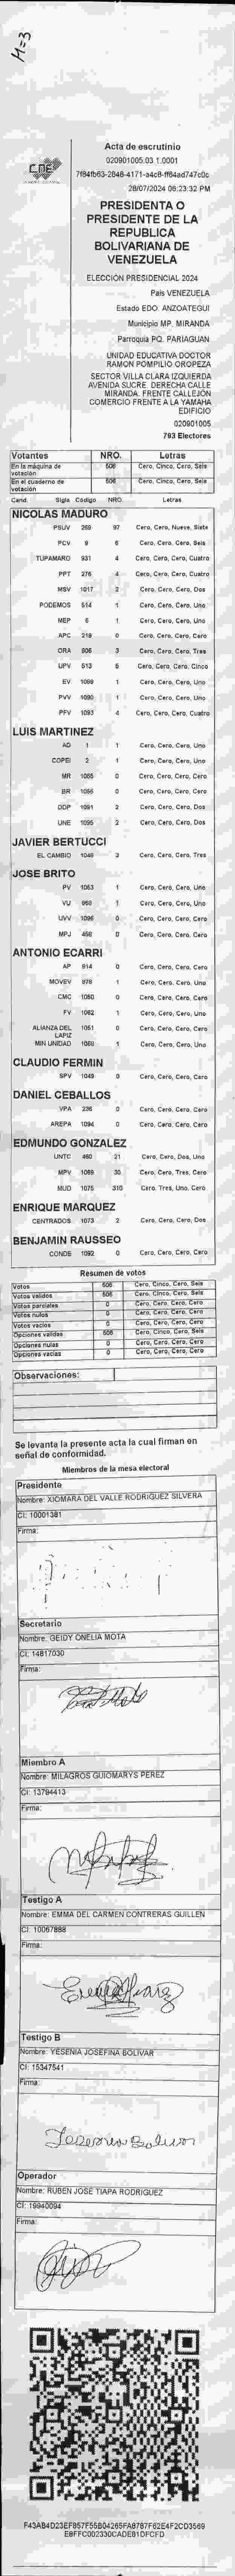 M=3
CNE
Acta de escrutinio
020901005.03.1.0001
28/07/2024 06:23:32 PM
PRESIDENTA O
PRESIDENTE DE LA
REPUBLICA
BOLIVARIANA DE
VENEZUELA
ELECCIÓN PRESIDENCIAL 2024
País VENEZUELA
Estado EDO. ANZOATEGUI
Municipio MP. MIRANDA
Parroquia PQ. PARIAGUAN
UNIDAD EDUCATIVA DOCTOR
RAMON POMPILIO OROPEZA
SECTOR VILLA CLARA IZQUIERDA
AVENIDA SUCRE. DERECHA CALLE
MIRANDA. FRENTE CALLEJON
COMERCIO FRENTE A LA YAMAHA
EDIFICIO
020901005
793 Electores
Votantes NRO. Letras
En la máquina de votación 506 Cero, Cinco, Cero, Seis
En el cuaderno de votación 506 Cero, Cinco, Cero, Seis
Cand. Sigla Código NRO. Letras
NICOLAS MADURO
PSUV 269 97 Cero, Cero, Nueve, Siete
PCV 9 6 Cero, Cero, Cero, Seis
TUPAMARO 931 4 Cero, Cero, Cero, Cuatro
PPT 276 4 Cero, Cero, Cero, Cuatro
MSV 1017 2 Cero, Cero, Cero, Dos
PODEMOS 514 1 Cero, Cero, Cero, Uno
MEP 6 1 Cero, Cero, Cero, Uno
APC 219 0 Cero, Cero, Cero, Cero
ORA 906 3 Cero, Cero, Cero, Tres
UPV 513 5 Cero, Cero, Cero, Cinco
EV 1099 1 Cero, Cero, Cero, Uno
PVV 1090 1 Cero, Cero, Cero, Uno
PFV 1093 4 Cero, Cero, Cero, Cuatro
LUIS MARTINEZ
AD 1 1 Cero, Cero, Cero, Uno
COPEI 2 1 Cero, Cero, Cero, Uno
MR 1065 0 Cero, Cero, Cero, Cero
BR 1056 0 Cero, Cero, Cero, Cero
DDP 1091 2 Cero, Cero, Cero, Dos
UNE 1095 2 Cero, Cero, Cero, Dos
JAVIER BERTUCCI
EL CAMBIO 1048 3 Cero, Cero, Cero, Tres
JOSE BRITO
PV 1053 1 Cero, Cero, Cero, Uno
VU 960 1 Cero, Cero, Cero, Uno
UVV 1096 0 Cero, Cero, Cero, Cero
MPJ 458 0 Cero, Cero, Cero, Cero
ANTONIO ECARRI
AP 814 0 Cero, Cero, Cero, Cero
MOVEV 878 1 Cero, Cero, Cero, Uno
CMC 1050 0 Cero, Cero, Cero, Cero
FV 1062 1 Cero, Cero, Cero, Uno
ALIANZA DEL LAPIZ 1051 0 Cero, Cero, Cero, Cero
MIN UNIDAD 1058 1 Cero, Cero, Cero, Uno
CLAUDIO FERMIN
SPV 1049 0 Cero, Cero, Cero, Cero
DANIEL CEBALLOS
VPA 236 0 Cero, Cero, Cero, Cero
AREPA 1094 0 Cero, Cero, Cero, Cero
EDMUNDO GONZALEZ
UNTC 460 21 Cero, Cero, Dos, Uno
MPV 1089 30 Cero, Cero, Tres, Cero
MUD 1075 310 Cero, Tres, Uno, Cero
ENRIQUE MARQUEZ
CENTRADOS 1073 2 Cero, Cero, Cero, Dos
BENJAMIN RAUSSEO
CONDE 1092 0 Cero, Cero, Cero, Cero
Resumen de votos
Votos 506 Cero, Cinco, Cero, Seis
Votos validos 506 Cero, Cinco, Cero, Seis
Votos parciales 0 Cero, Cero, Cero, Cero
Votos nulos 0 Cero, Cero, Cero, Cero
Votos vacíos 0 Cero, Cero, Cero, Cero
Opciones validas 506 Cero, Cinco, Cero, Seis
Opciones nulas 0 Cero, Cero, Cero, Cero
Opciones vacías 0 Cero, Cero, Cero, Cero
Observaciones:
Se levanta la presente acta la cual firman en
señal de conformidad.
Miembros de la mesa electoral
Presidente
Nombre: XIOMARA DEL VALLE RODRIGUEZ SILVERA
CI: 10001381
Firma:
Secretario
Nombre: GEIDY ONELIA MOTA
CI: 14817030
Firma:
Miembro A
Nombre: MILAGROS GUIOMARYS PEREZ
CI: 13794413
Firma:
Testigo A
Nombre: EMMA DEL CARMEN CONTRERAS GUILLEN
CI: 10067888
Firma:
Testigo B
Nombre: YESENIA JOSEFINA BOLIVAR
CI: 15347541
Firma:
Operador
Nombre: RUBEN JOSE TIAPA RODRIGUEZ
CI: 19940094
Firma: